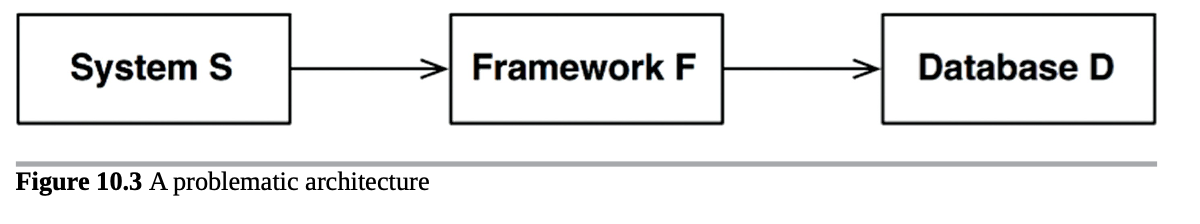 System S
Framework F
Database D
Figure 10.3 A problematic architecture